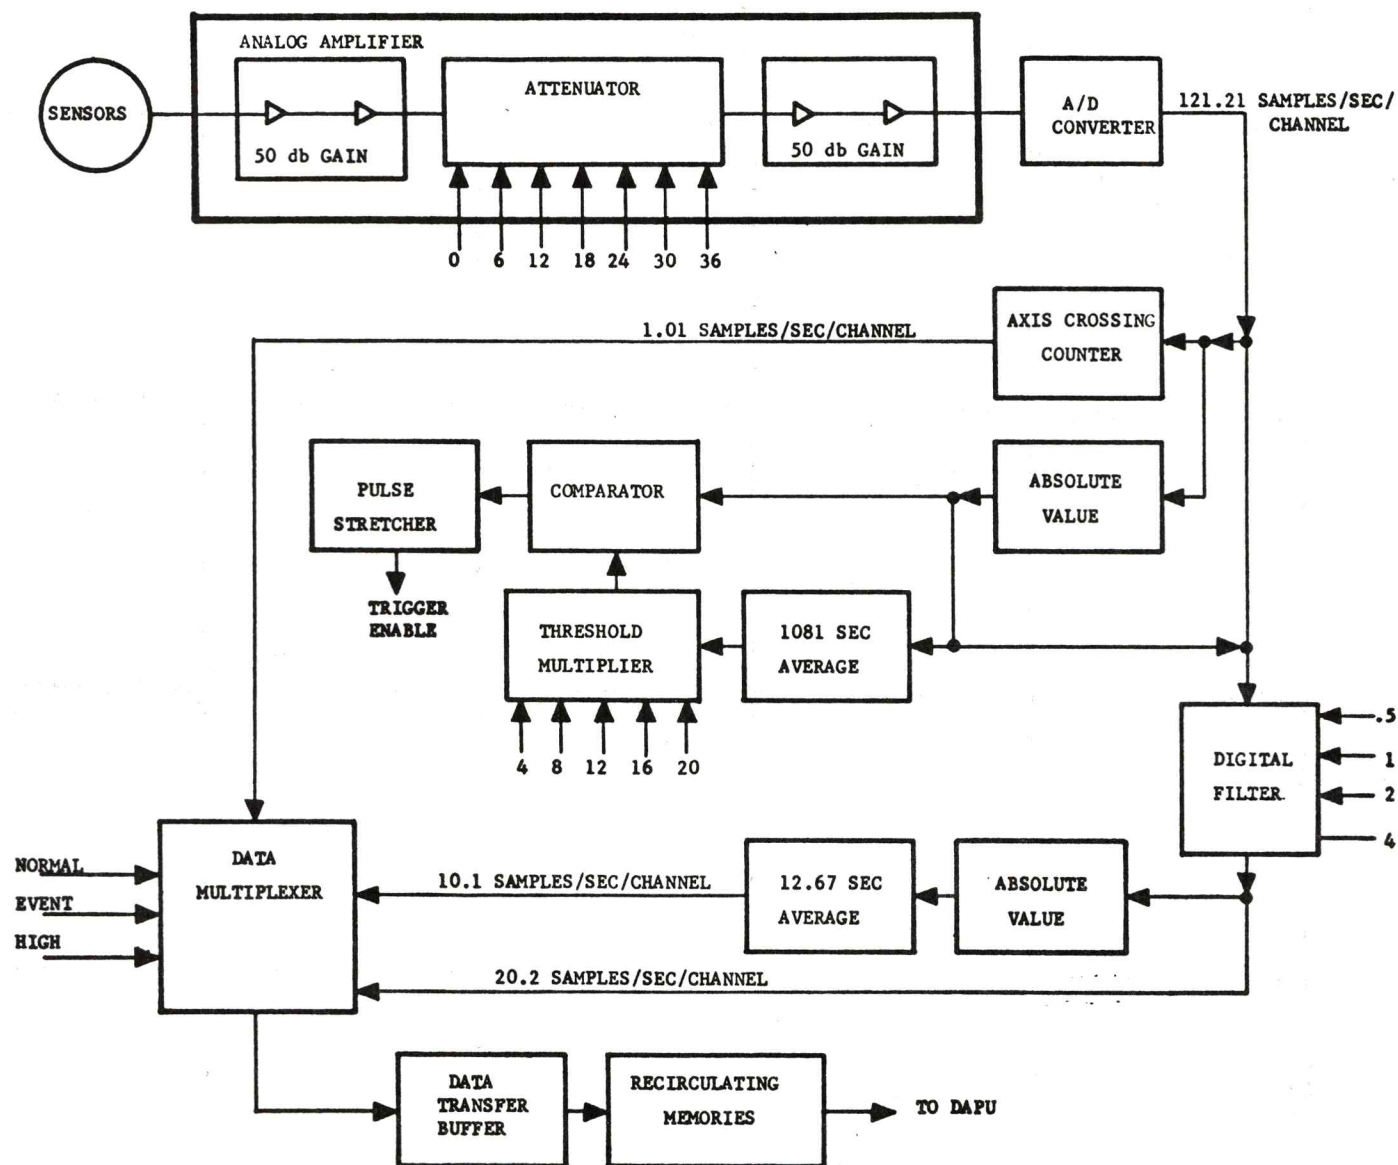 ANALOG AMPLIFIER
SENSORS
50 db GAIN
ATTENUATOR
50 db GAIN
A/D
CONVERTER
121.21 SAMPLES/SEC/
CHANNEL
0 6 12 18 24 30 36
1.01 SAMPLES/SEC/CHANNEL
AXIS CROSSING
COUNTER
PULSE
STRETCHER
COMPARATOR
ABSOLUTE
VALUE
TRIGGER
ENABLE
THRESHOLD
MULTIPLIER
1081 SEC
AVERAGE
4 8 12 16 20
DIGITAL
FILTER
.5
1
2
4
NORMAL
EVENT
HIGH
DATA
MULTIPLEXER
10.1 SAMPLES/SEC/CHANNEL
12.67 SEC
AVERAGE
ABSOLUTE
VALUE
20.2 SAMPLES/SEC/CHANNEL
DATA
TRANSFER
BUFFER
RECIRCULATING
MEMORIES
TO DAPU